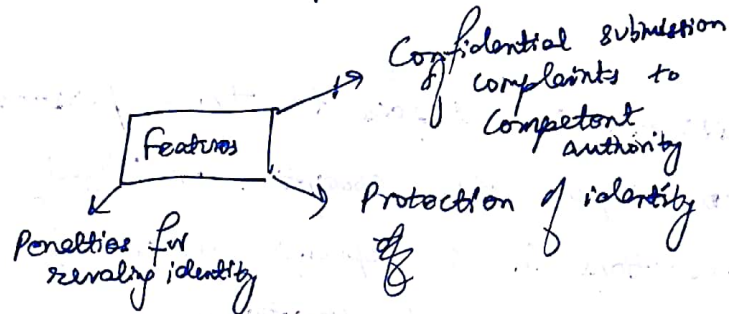 Confidential submission
of complaints to
Competent
Authority
Features
Protection of identity
Penalties for
revealing identity